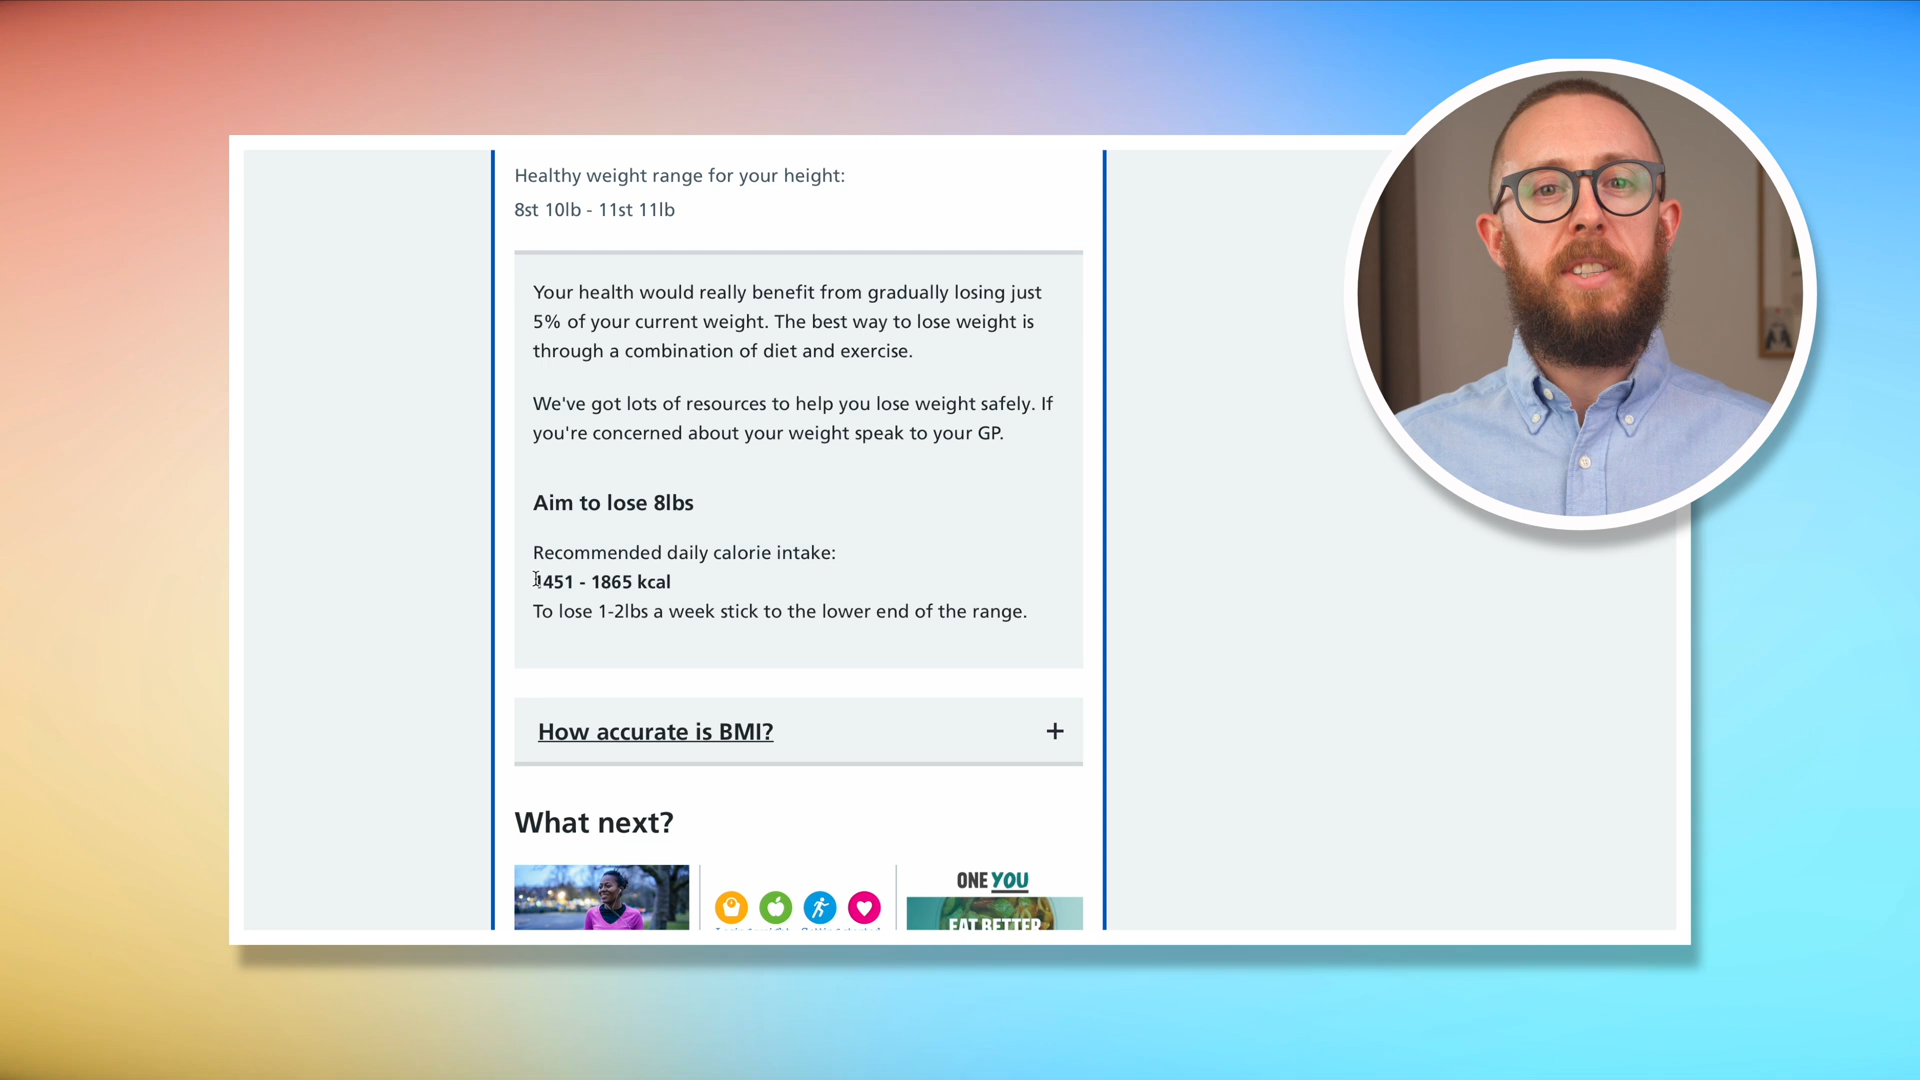 Healthy weight range for your height:
8st 10lb - 11st 11lb
Your health would really benefit from gradually losing just
5% of your current weight. The best way to lose weight is
through a combination of diet and exercise.
We've got lots of resources to help you lose weight safely. If
you're concerned about your weight speak to your GP.
Aim to lose 8lbs
Recommended daily calorie intake:
1451 - 1865 kcal
To lose 1-2lbs a week stick to the lower end of the range.
How accurate is BMI?
What next?
ONE YOU
EAT BETTER